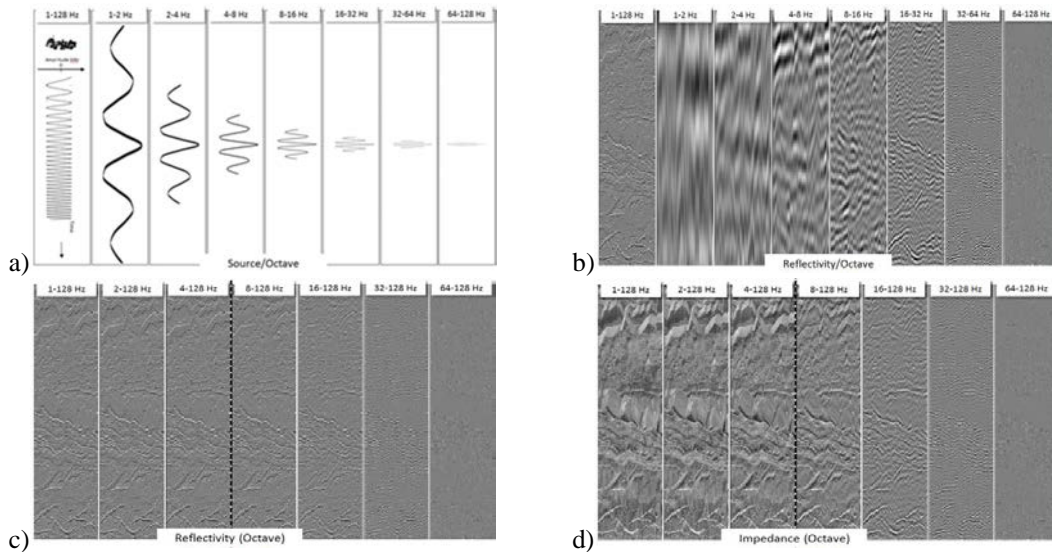 1-128 Hz 1-2 Hz 2-4 Hz 4-8 Hz 8-16 Hz 16-32 Hz 32-64 Hz 64-128 Hz
a) Source/Octave
1-128 Hz 1-2 Hz 2-4 Hz 4-8 Hz 8-16 Hz 16-32 Hz 32-64 Hz 64-128 Hz
b) Reflectivity/Octave
1-128 Hz 2-128 Hz 4-128 Hz 8-128 Hz 16-128 Hz 32-128 Hz 64-128 Hz
c) Reflectivity (Octave)
1-128 Hz 2-128 Hz 4-128 Hz 8-128 Hz 16-128 Hz 32-128 Hz 64-128 Hz
d) Impedance (Octave)